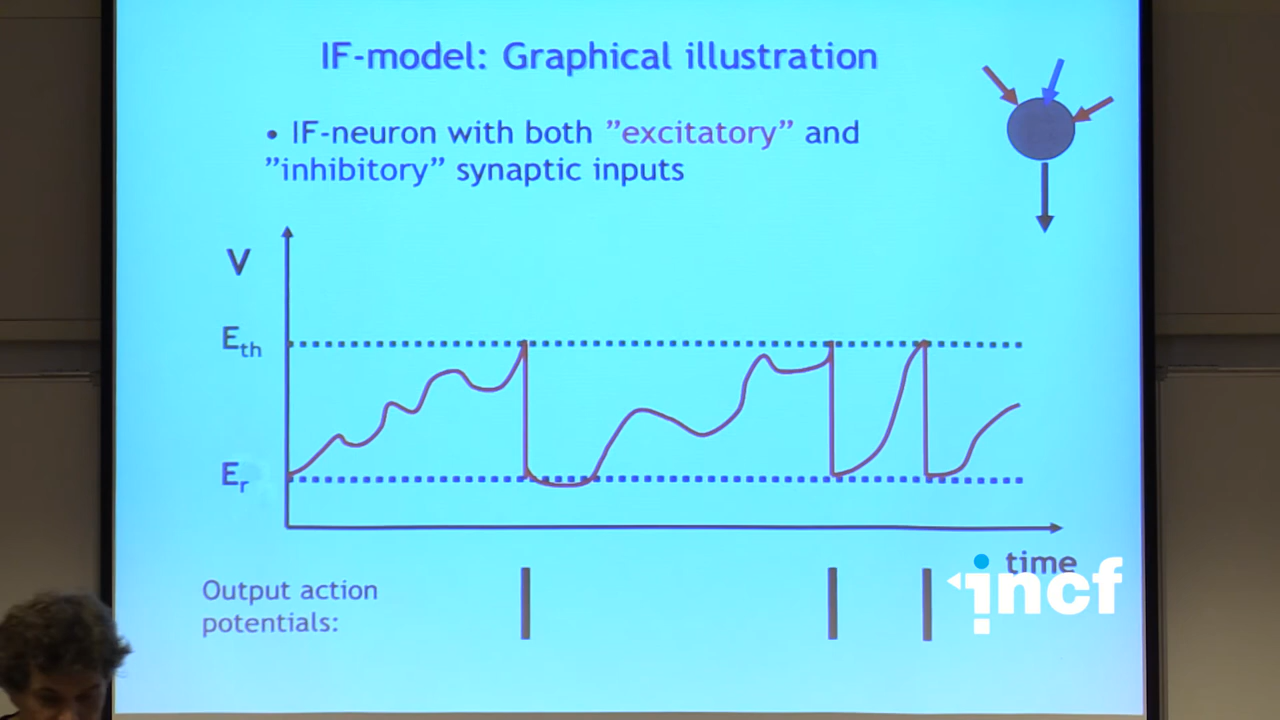 IF-model: Graphical illustration
• IF-neuron with both ”excitatory” and
”inhibitory” synaptic inputs
V
Eth
Er
time
Output action
potentials:
incf